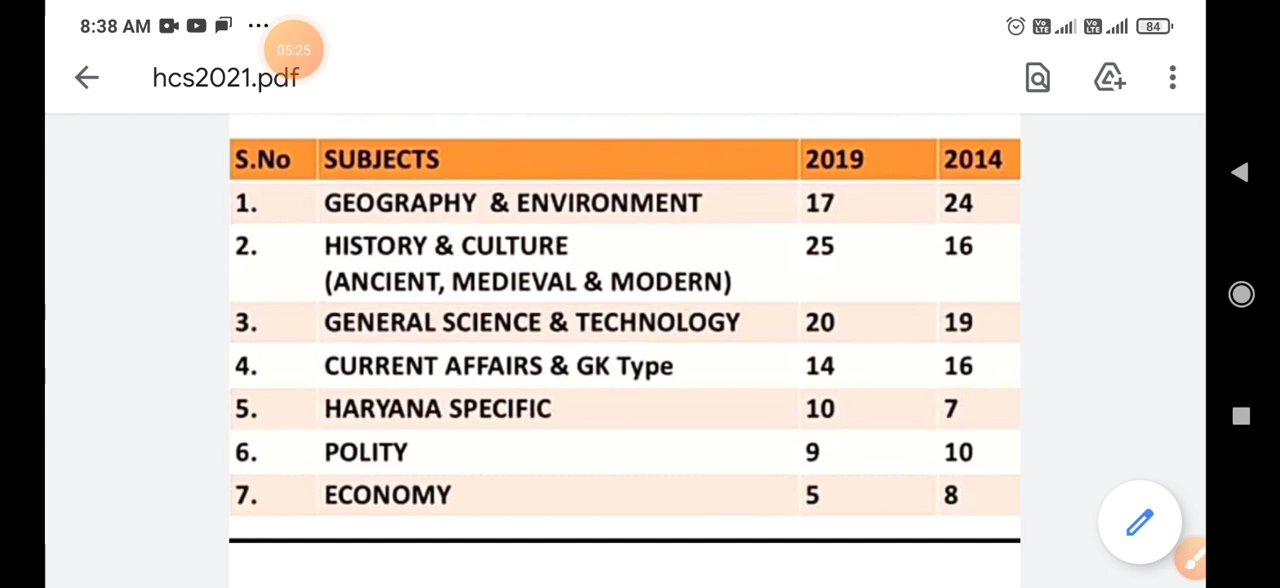 8:38 AM ...
05:25
84
hcs2021.pdf
S.No SUBJECTS 2019 2014
1. GEOGRAPHY & ENVIRONMENT 17 24
2. HISTORY & CULTURE 25 16
(ANCIENT, MEDIEVAL & MODERN)
3. GENERAL SCIENCE & TECHNOLOGY 20 19
4. CURRENT AFFAIRS & GK Type 14 16
5. HARYANA SPECIFIC 10 7
6. POLITY 9 10
7. ECONOMY 5 8